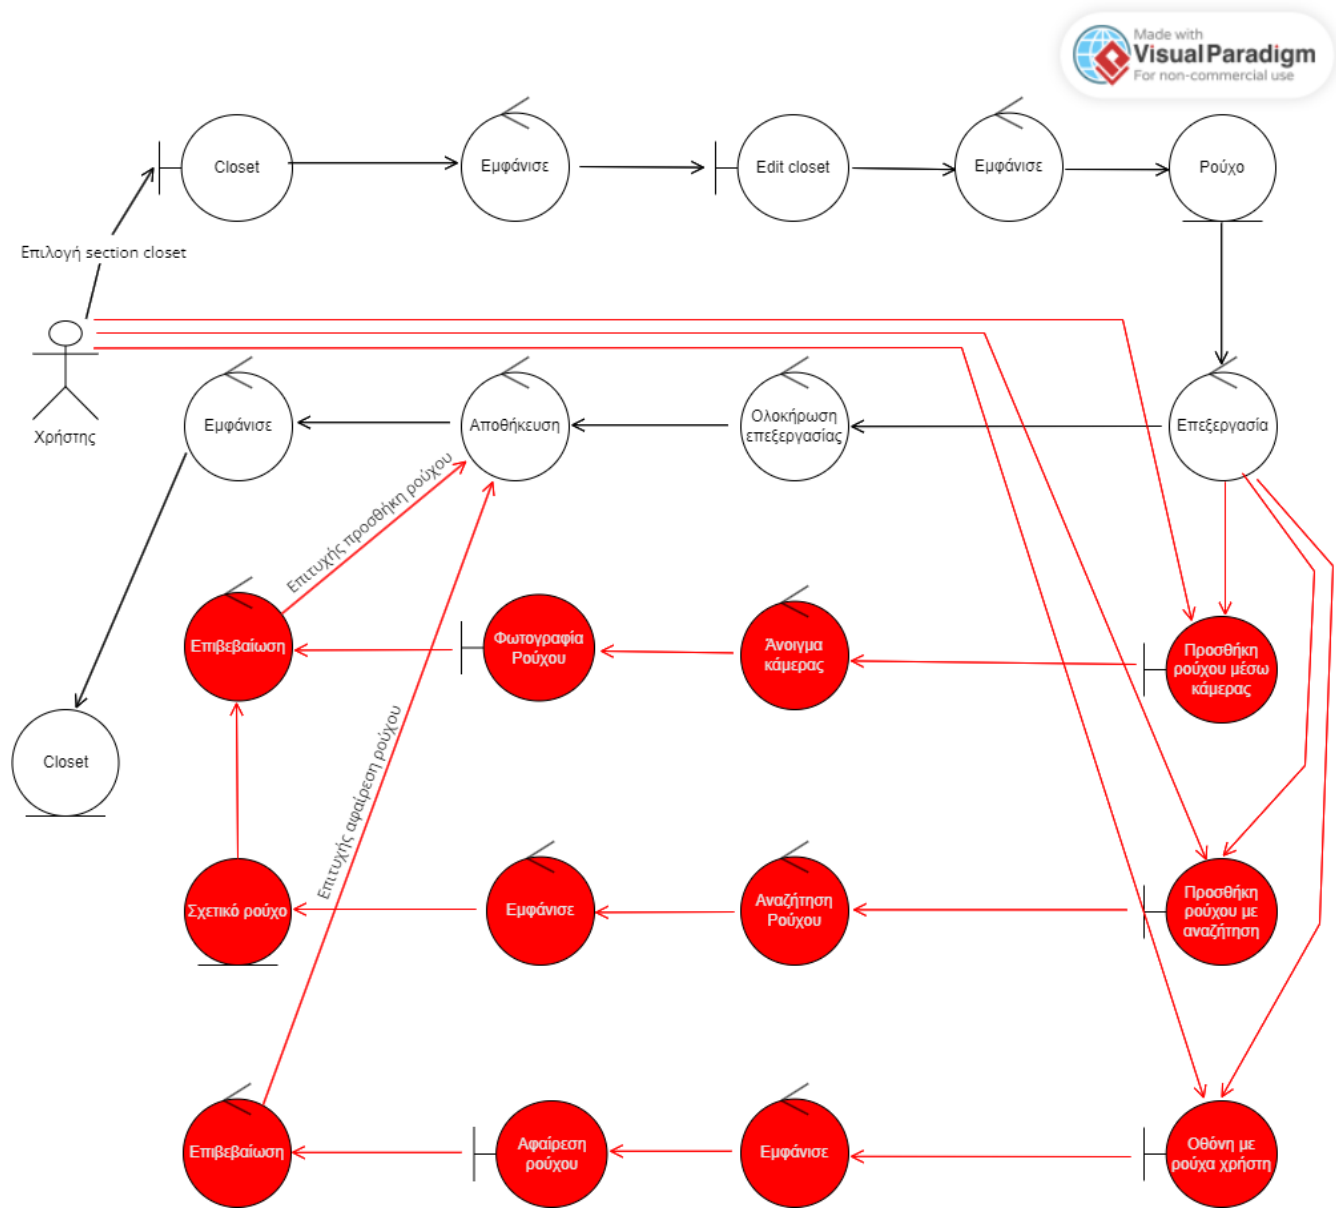 Made with
Visual Paradigm
For non-commercial use
Closet
Εμφάνισε
Edit closet
Εμφάνισε
Ρούχο
Επιλογή section closet
Χρήστης
Εμφάνισε
Αποθήκευση
Ολοκήρωση
επεξεργασίας
Επεξεργασία
Επιτυχής προσθήκη ρούχου
Επιβεβαίωση
Φωτογραφία
Ρούχου
Άνοιγμα
κάμερας
Προσθήκη
ρούχου μέσω
κάμερας
Closet
Επιτυχής αφαίρεση ρούχου
Σχετικό ρούχο
Εμφάνισε
Αναζήτηση
Ρούχου
Προσθήκη
ρούχου με
αναζήτηση
Επιβεβαίωση
Αφαίρεση
ρούχου
Εμφάνισε
Οθόνη με
ρούχα χρήστη